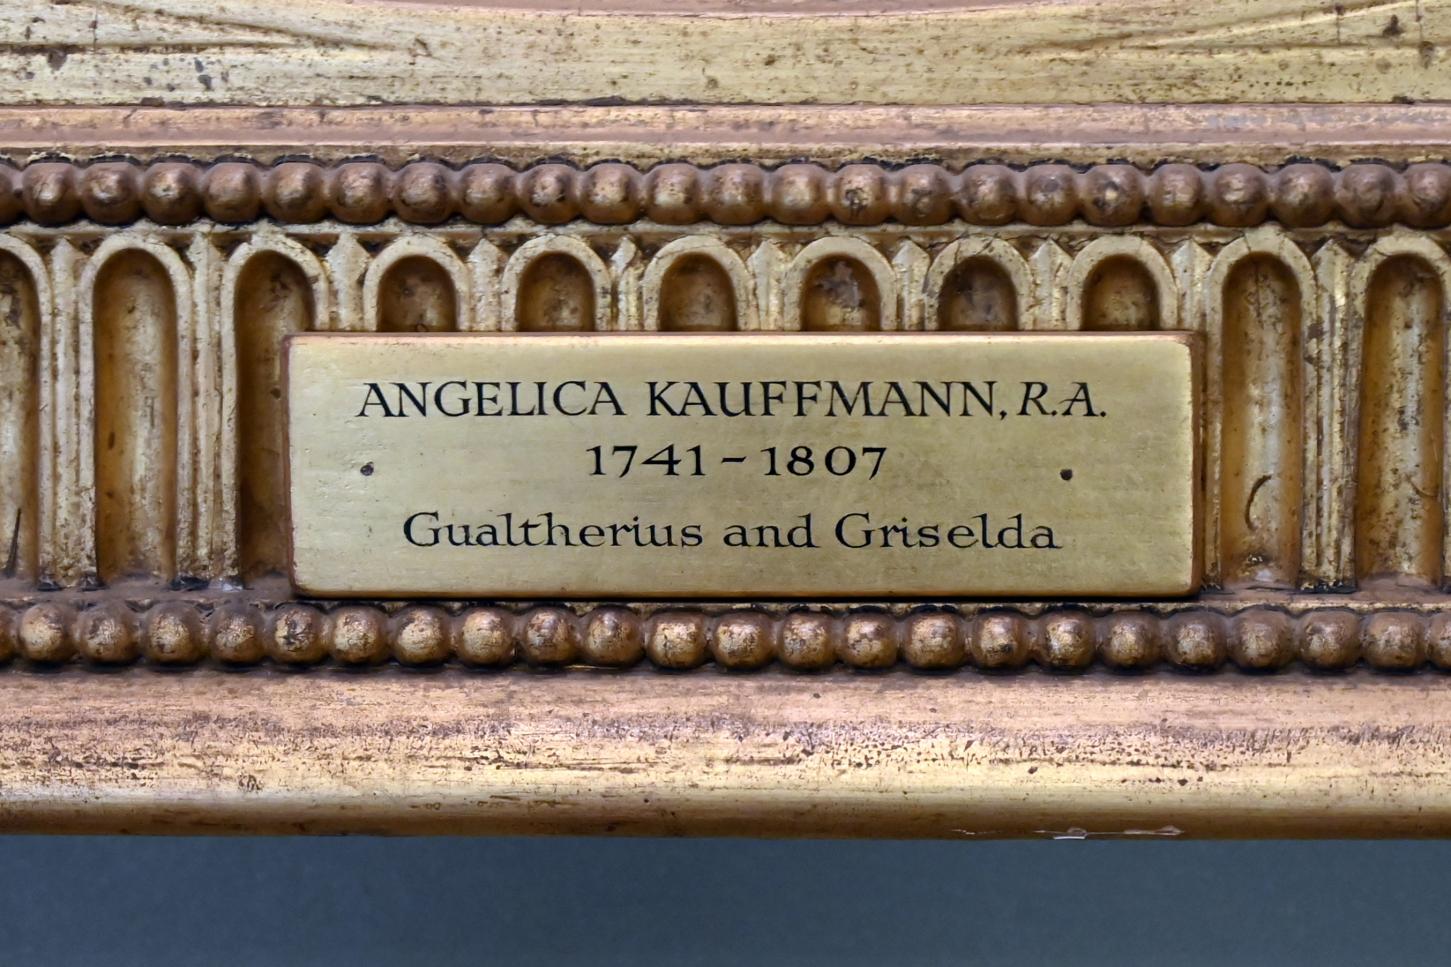 ANGELICA KAUFFMANN, R.A.
1741-1807
Gualtherius and Griselda